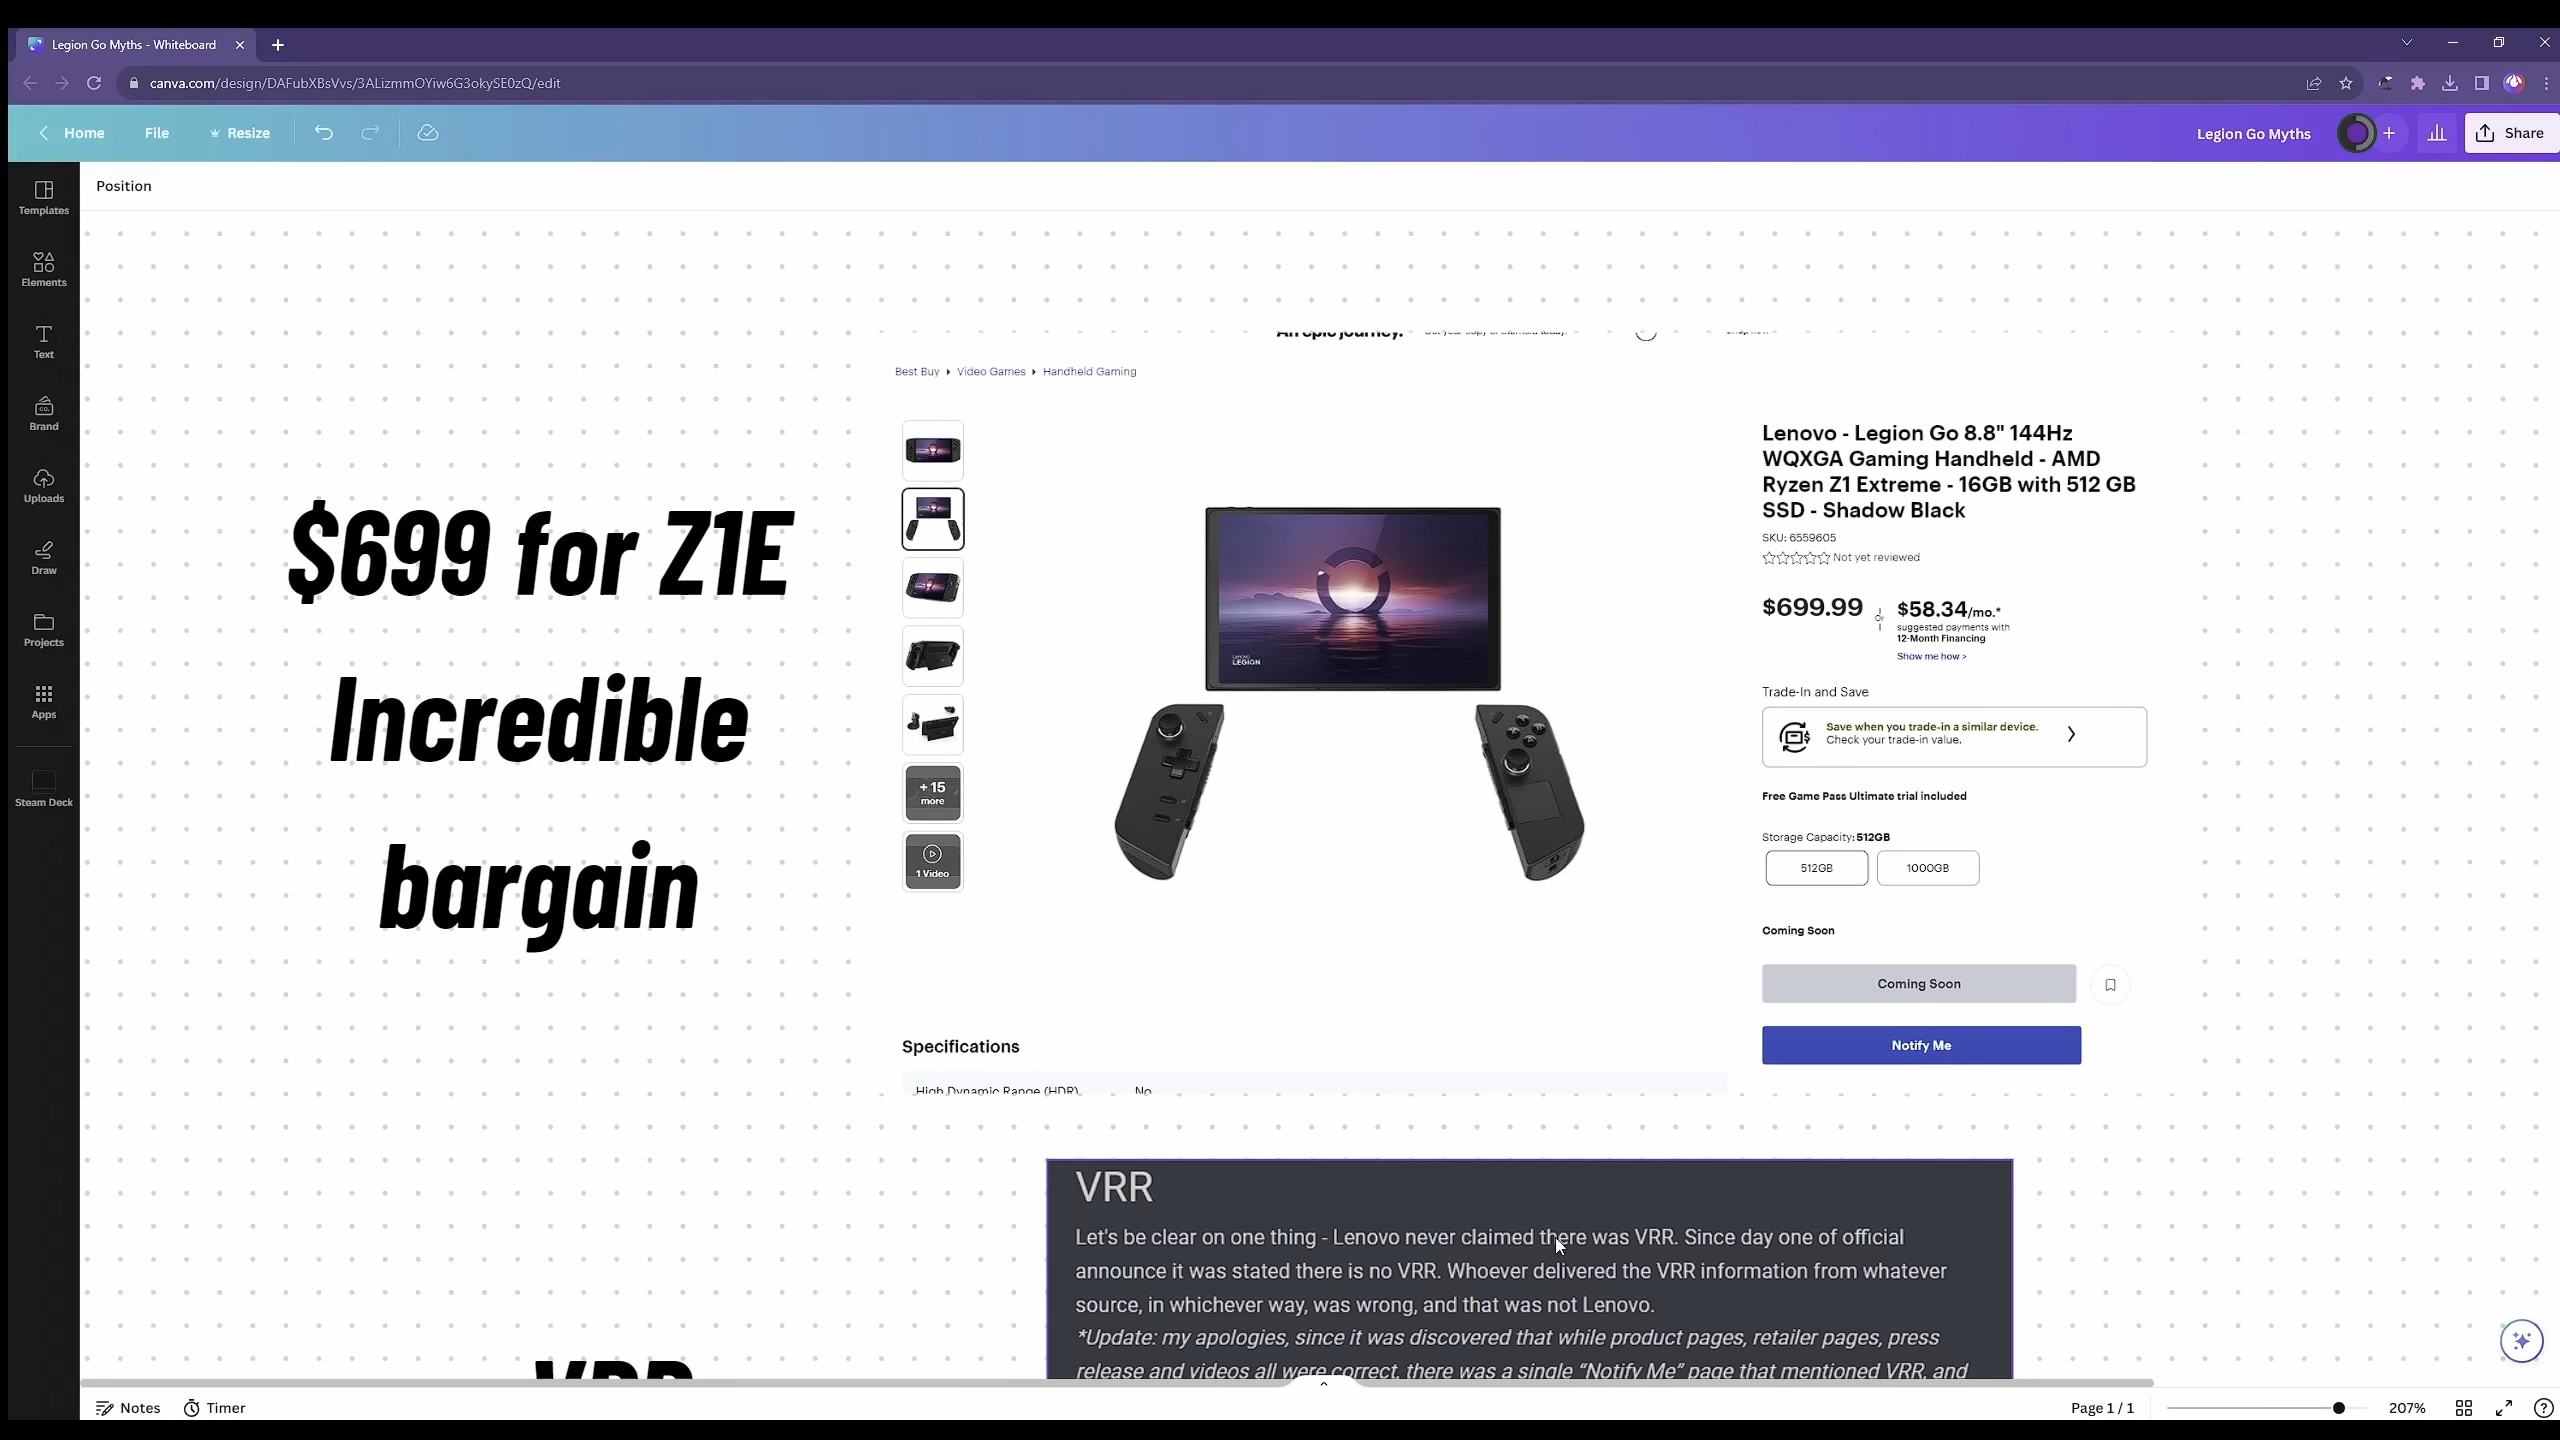 Legion Go Myths - Whiteboard
canva.com/design/DAFubXBsVvs/3ALizmmOYiw6G3okySE0zQ/edit
Home File Resize
Legion Go Myths
Share
Position
Templates
Elements
Text
Brand
Uploads
Draw
Projects
Apps
Steam Deck
$699 for Z1E
Incredible
bargain
An epic journey.
Best Buy Video Games Handheld Gaming
+ 15
more
1 Video
Lenovo
LEGION
Lenovo - Legion Go 8.8" 144Hz
WQXGA Gaming Handheld - AMD
Ryzen Z1 Extreme - 16GB with 512 GB
SSD - Shadow Black
SKU: 6559605
Not yet reviewed
$699.99 or $58.34/mo.*
suggested payments with
12-Month Financing
Show me how >
Trade-In and Save
Save when you trade-in a similar device.
Check your trade-in value.
Free Game Pass Ultimate trial included
Storage Capacity: 512GB
512GB 1000GB
Coming Soon
Coming Soon
Notify Me
Specifications
High Dynamic Range (HDR) No
VRR
Let's be clear on one thing - Lenovo never claimed there was VRR. Since day one of official
announce it was stated there is no VRR. Whoever delivered the VRR information from whatever
source, in whichever way, was wrong, and that was not Lenovo.
*Update: my apologies, since it was discovered that while product pages, retailer pages, press
release and videos all were correct, there was a single “Notify Me” page that mentioned VRR, and
VRR
Notes Timer
Page 1 / 1
207%